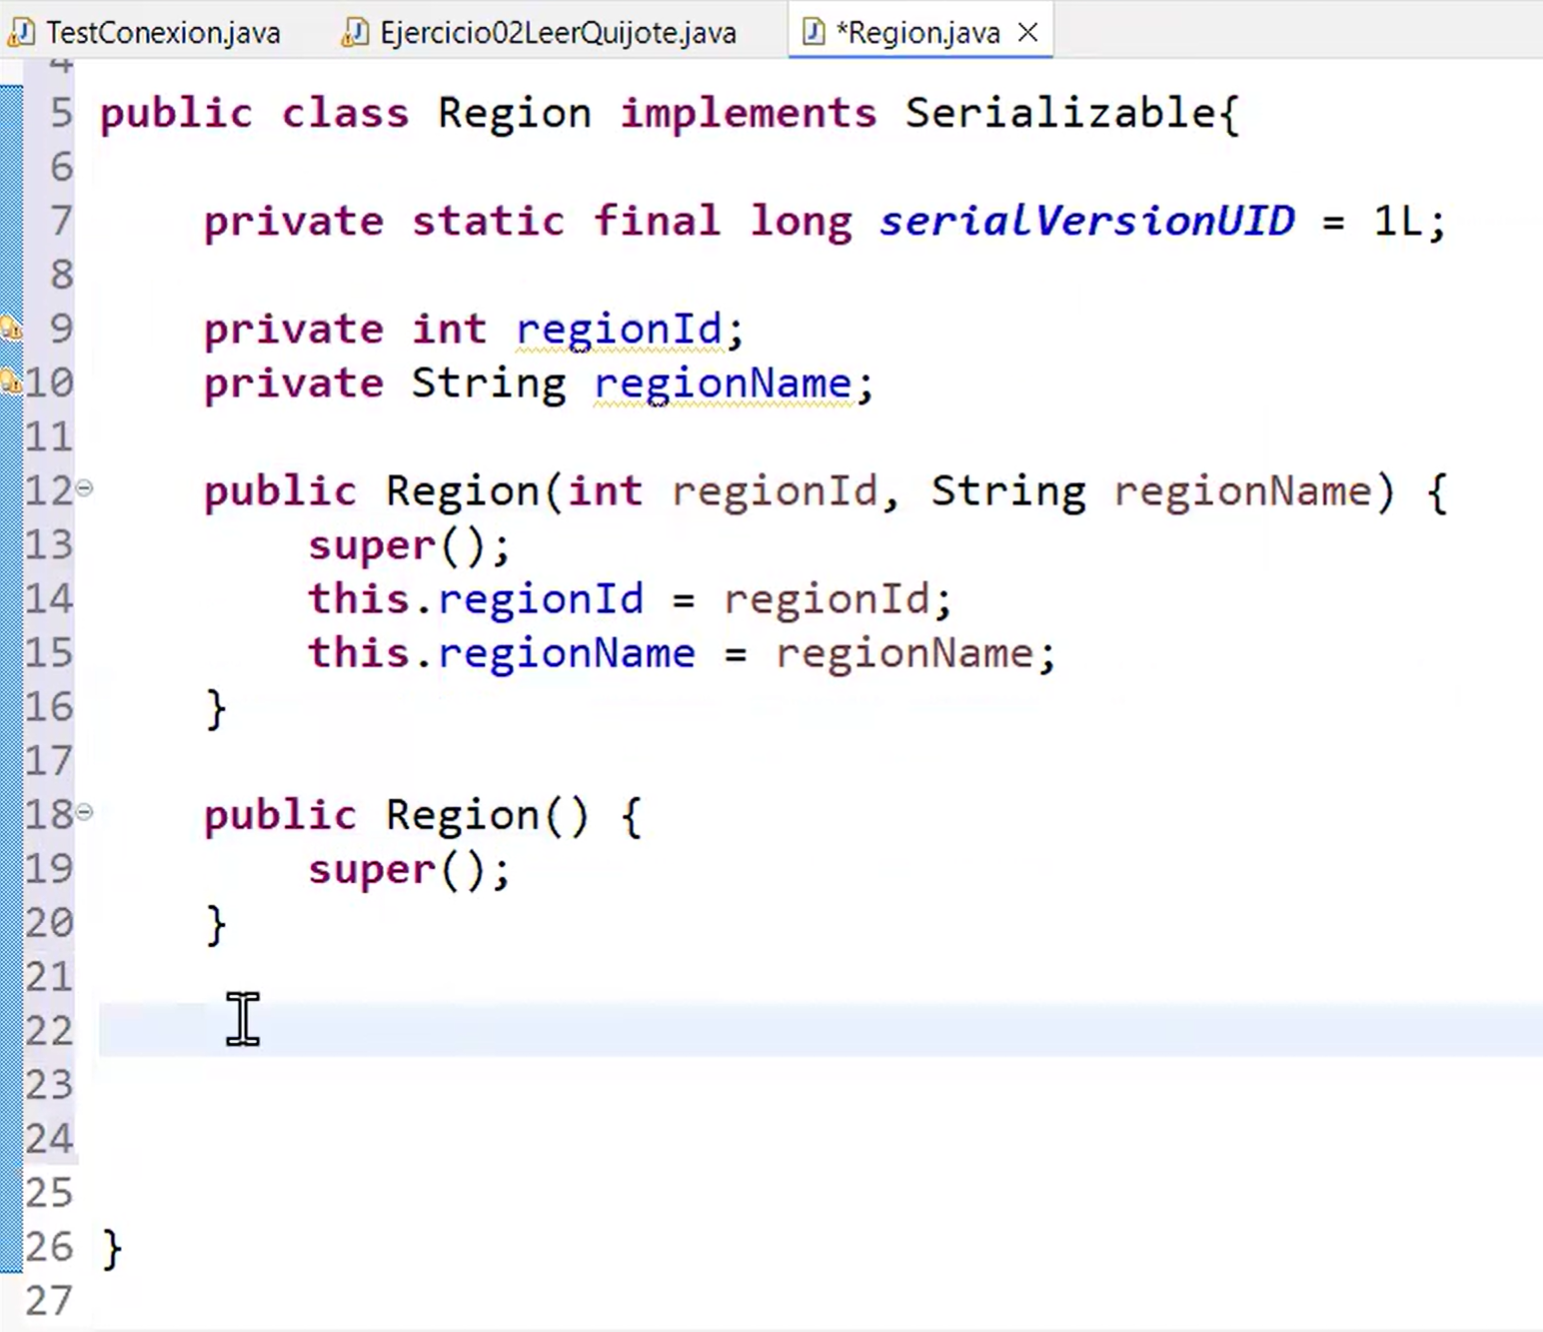 TestConexion.java Ejercicio02LeerQuijote.java *Region.java
4
5 public class Region implements Serializable{
6
7 private static final long serialVersionUID = 1L;
8
9 private int regionId;
10 private String regionName;
11
12 public Region(int regionId, String regionName) {
13 super();
14 this.regionId = regionId;
15 this.regionName = regionName;
16 }
17
18 public Region() {
19 super();
20 }
21
22
23
24
25
26 }
27